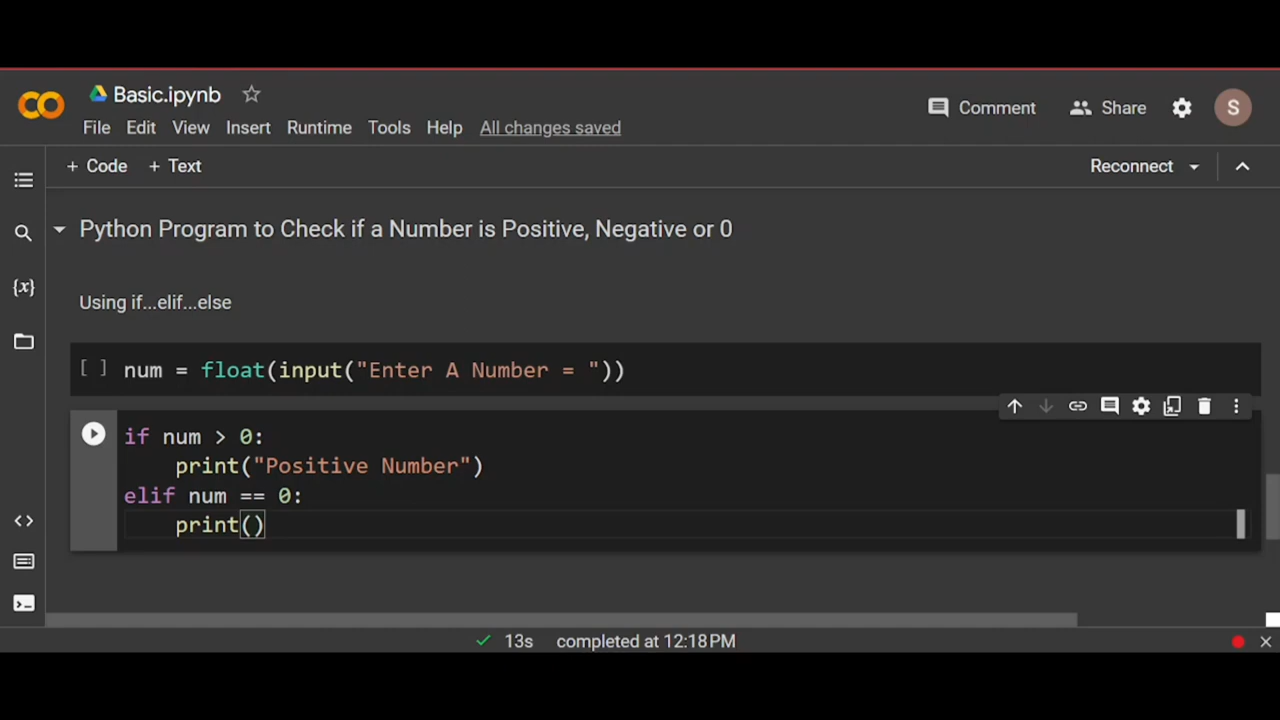 Basic.ipynb
Comment Share S
File Edit View Insert Runtime Tools Help All changes saved
+ Code + Text Reconnect
Python Program to Check if a Number is Positive, Negative or 0
Using if...elif...else
[ ] num = float(input("Enter A Number = "))
if num > 0:
    print("Positive Number")
elif num == 0:
    print()
13s completed at 12:18 PM